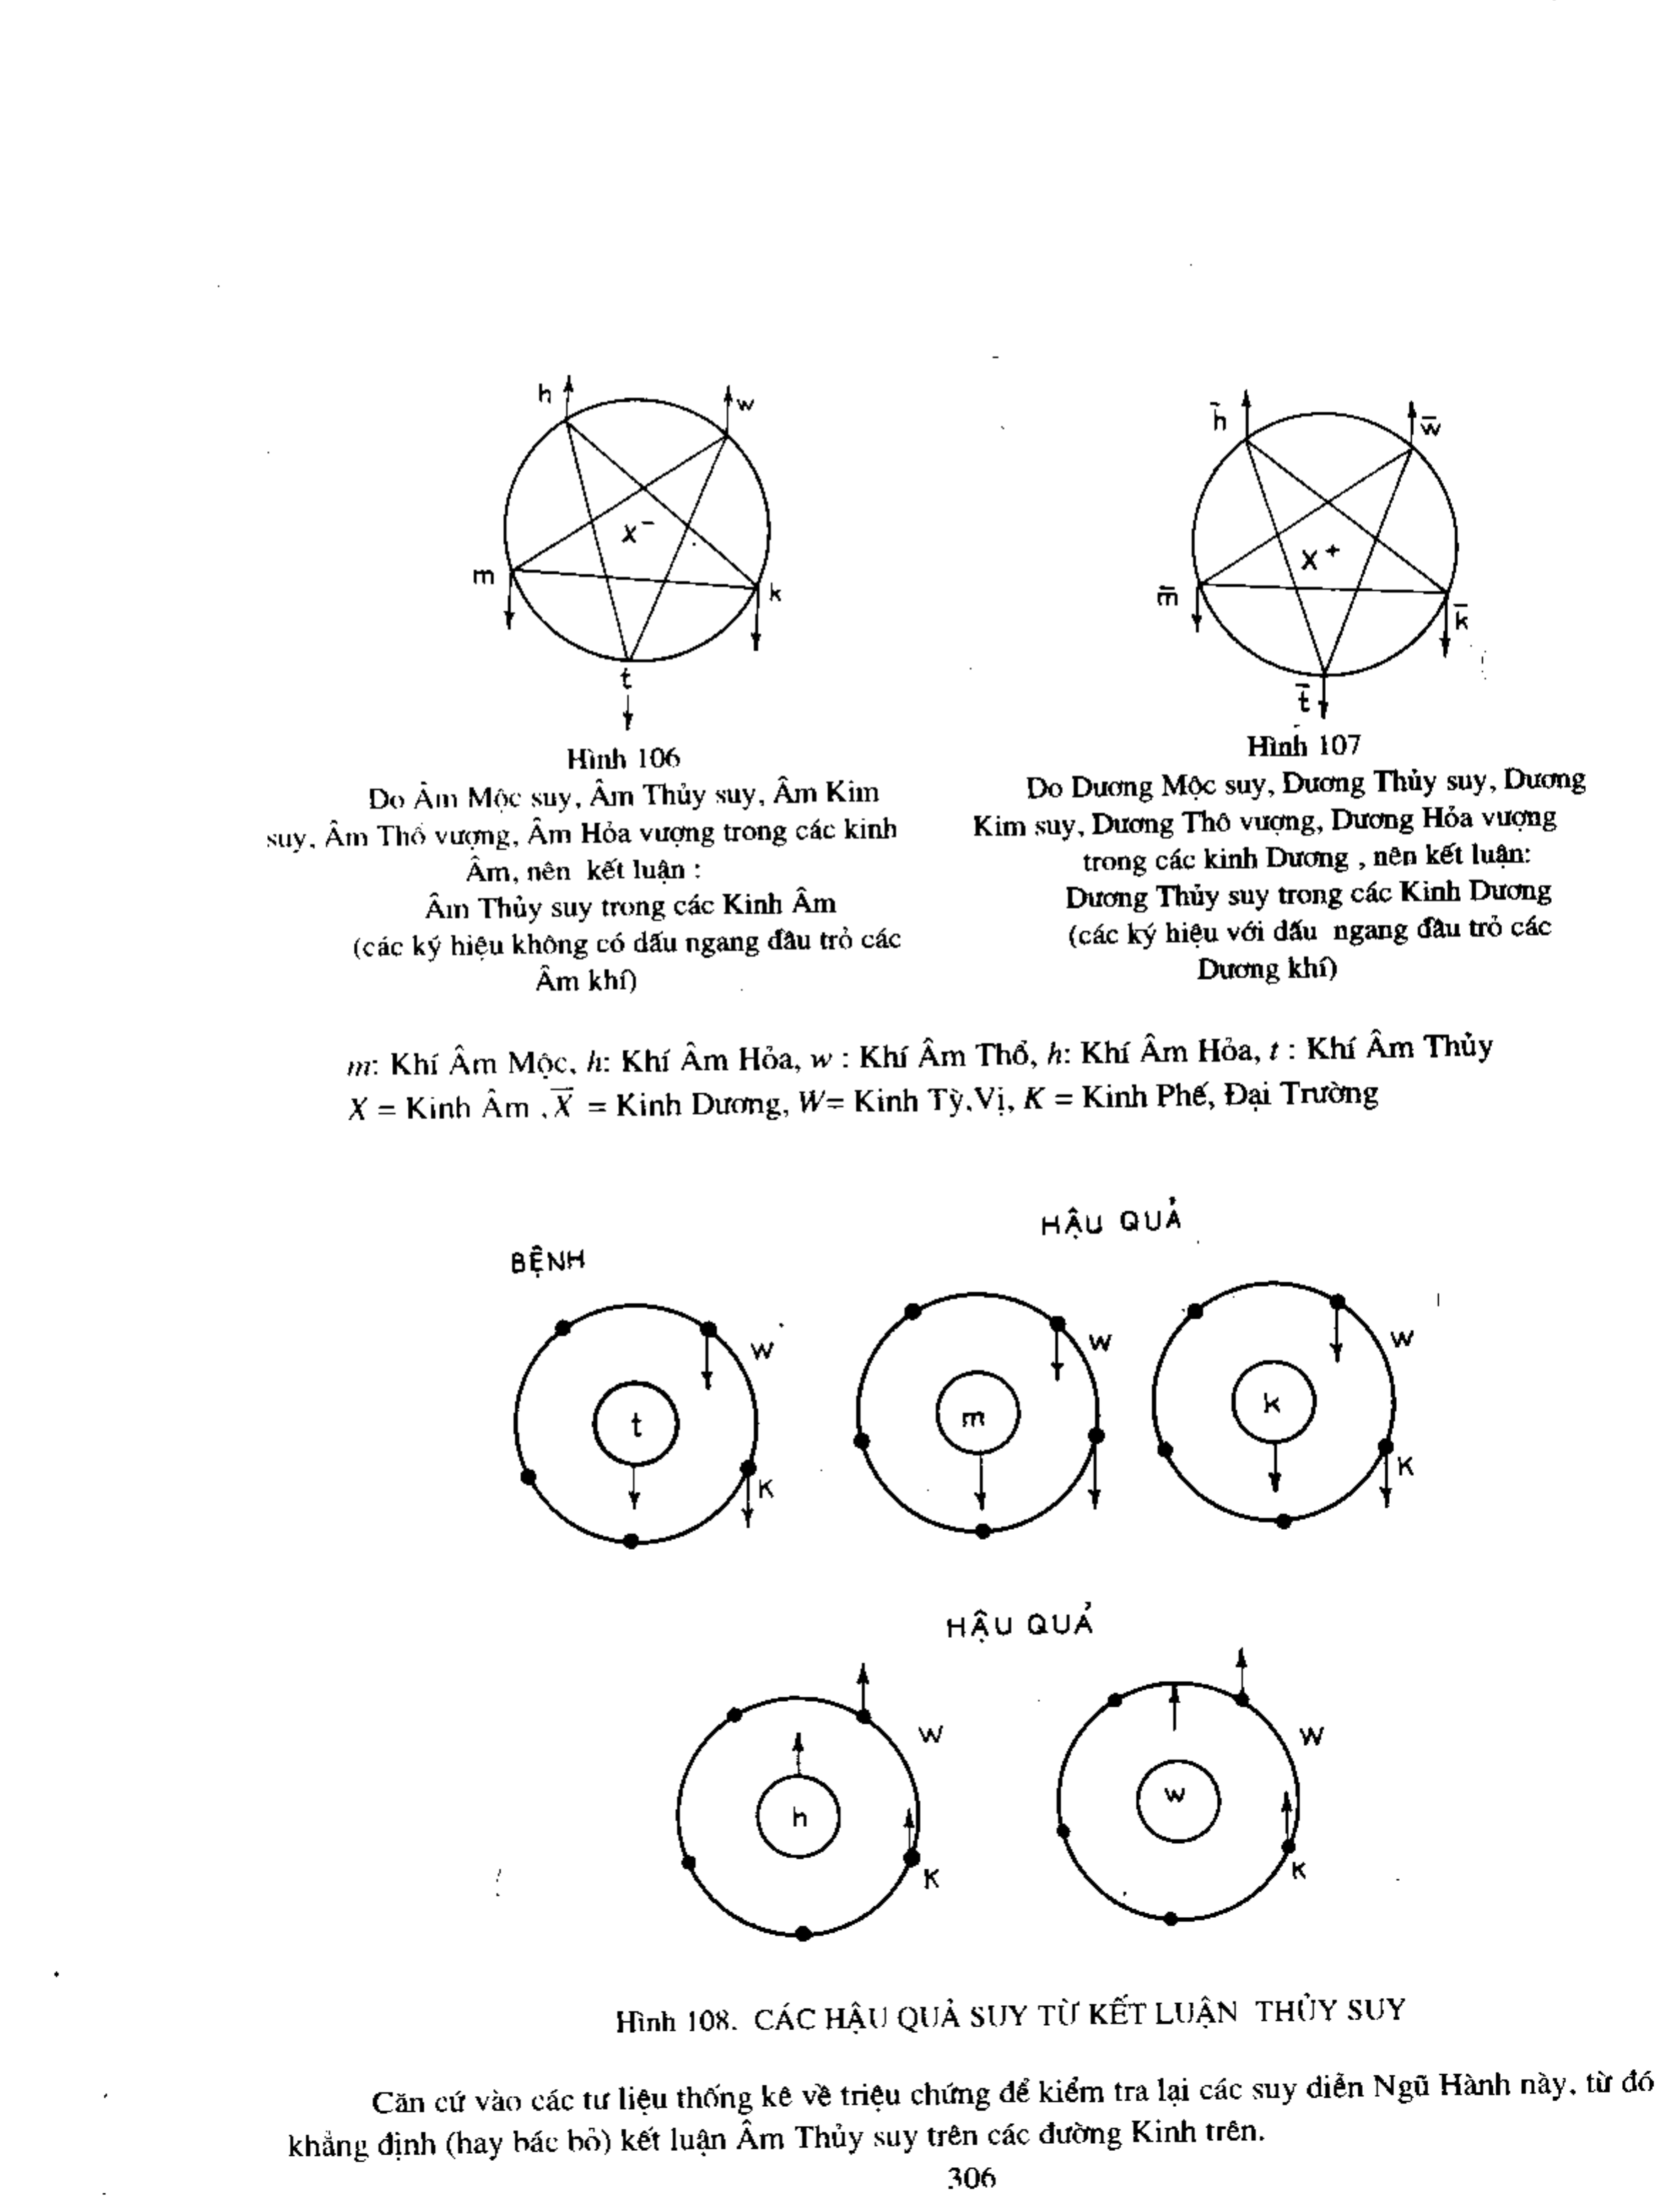 h w
X⁻
m k
t
Hình 106
Do Âm Mộc suy, Âm Thủy suy, Âm Kim
suy, Âm Thổ vượng, Âm Hỏa vượng trong các kinh
Âm, nên kết luận :
Âm Thủy suy trong các Kinh Âm
(các ký hiệu không có dấu ngang đầu trỏ các
Âm khí)
h̄ w̄
X⁺
m̄ k̄
t̄
Hình 107
Do Dương Mộc suy, Dương Thủy suy, Dương
Kim suy, Dương Thô vượng, Dương Hỏa vượng
trong các kinh Dương , nên kết luận:
Dương Thủy suy trong các Kinh Dương
(các ký hiệu với dấu ngang đầu trỏ các
Dương khí)
m: Khí Âm Mộc, h: Khí Âm Hỏa, w : Khí Âm Thổ, h: Khí Âm Hỏa, t : Khí Âm Thủy
X = Kinh Âm , X̄ = Kinh Dương, W= Kinh Tỳ.Vị, K = Kinh Phế, Đại Trường
BỆNH
HẬU QUẢ
W W W
t m k
K K
HẬU QUẢ
W W
h w
K K
Hình 108. CÁC HẬU QUẢ SUY TỪ KẾT LUẬN THỦY SUY
Căn cứ vào các tư liệu thống kê về triệu chứng để kiểm tra lại các suy diễn Ngũ Hành này, từ đó
khẳng định (hay bác bỏ) kết luận Âm Thủy suy trên các đường Kinh trên.
306